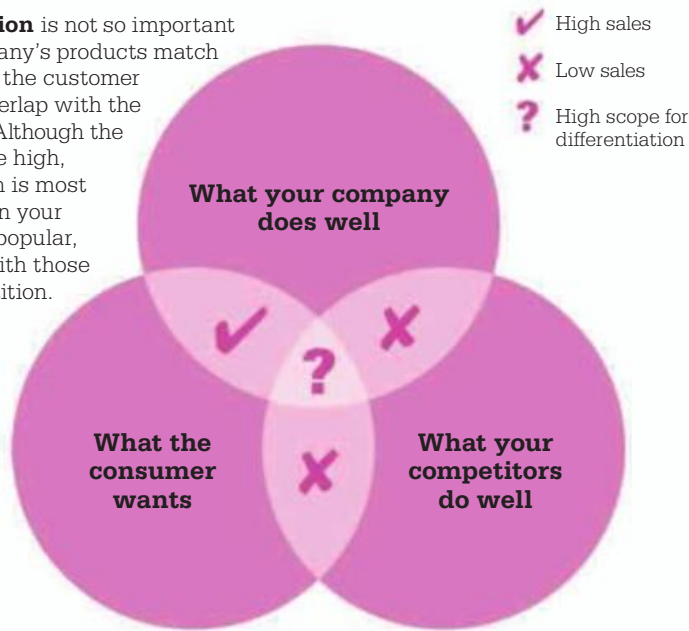 ion is not so important
any’s products match
the customer
erlap with the
Although the
e high,
n is most
n your
popular,
ith those
ition.
✔ High sales
✘ Low sales
? High scope for
differentiation
What your company
does well
✔
✘
?
What the
consumer
wants
✘
What your
competitors
do well